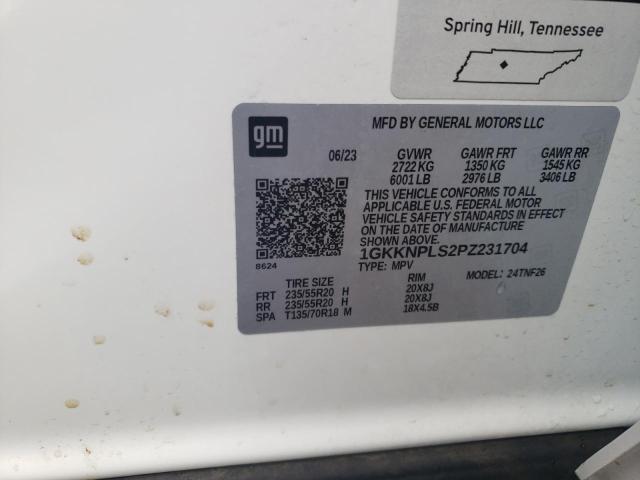 Spring Hill, Tennessee
gm
MFD BY GENERAL MOTORS LLC
06/23 GVWR GAWR FRT GAWR RR
2722 KG 1350 KG 1545 KG
6001 LB 2976 LB 3406 LB
THIS VEHICLE CONFORMS TO ALL
APPLICABLE U.S. FEDERAL MOTOR
VEHICLE SAFETY STANDARDS IN EFFECT
ON THE DATE OF MANUFACTURE
SHOWN ABOVE.
1GKKNPLS2PZ231704
8624
TYPE: MPV MODEL: 24TNF26
TIRE SIZE RIM
FRT 235/55R20 H 20X8J
RR 235/55R20 H 20X8J
SPA T135/70R18 M 18X4.5B